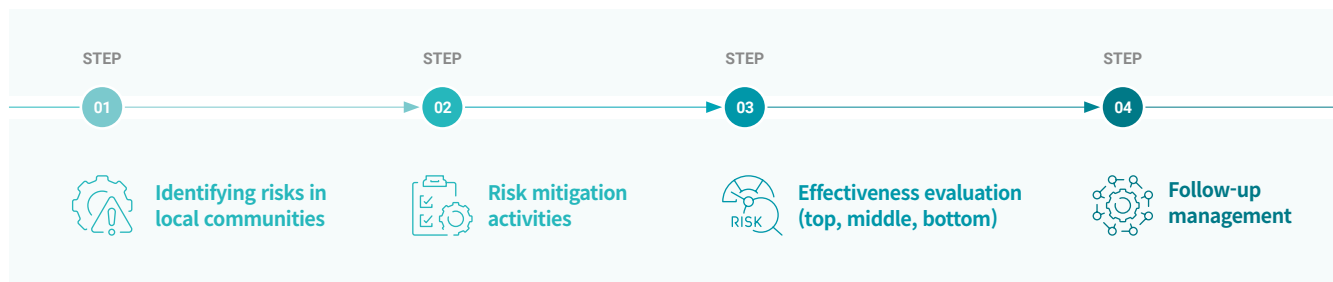 STEP
01
Identifying risks in
local communities
STEP
02
Risk mitigation
activities
STEP
03
RISK
Effectiveness evaluation
(top, middle, bottom)
STEP
04
Follow-up
management